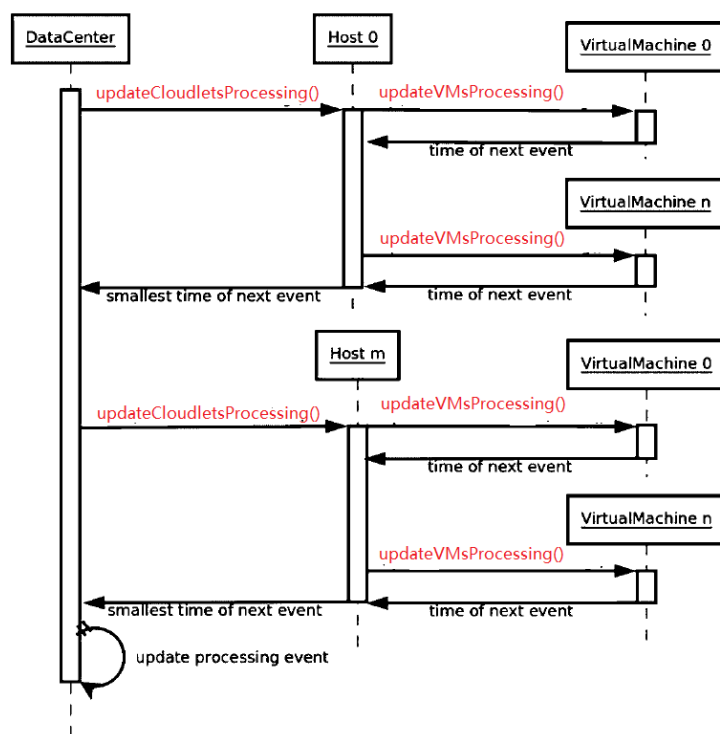 DataCenter
Host 0
VirtualMachine 0
updateCloudletsProcessing()
updateVMsProcessing()
time of next event
VirtualMachine n
updateVMsProcessing()
smallest time of next event
time of next event
Host m
VirtualMachine 0
updateCloudletsProcessing()
updateVMsProcessing()
time of next event
VirtualMachine n
updateVMsProcessing()
smallest time of next event
time of next event
update processing event